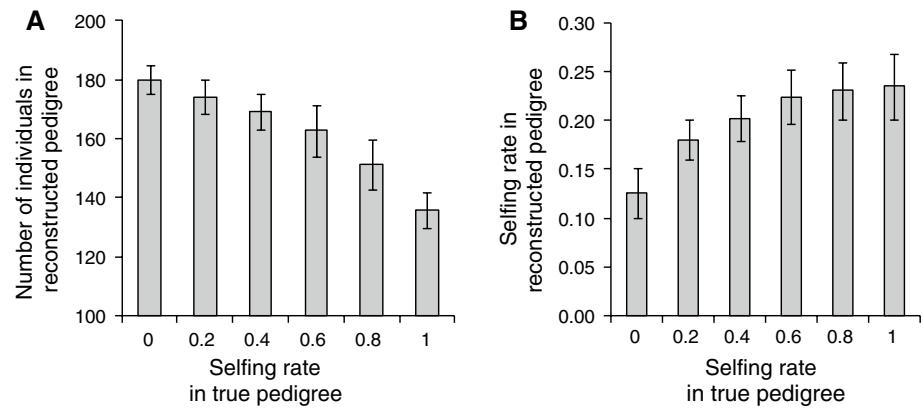 A
200
180
160
140
120
100
Number of individuals in
reconstructed pedigree
0 0.2 0.4 0.6 0.8 1
Selfing rate
in true pedigree
B
0.30
0.25
0.20
0.15
0.10
0.05
0.00
Selfing rate in
reconstructed pedigree
0 0.2 0.4 0.6 0.8 1
Selfing rate
in true pedigree